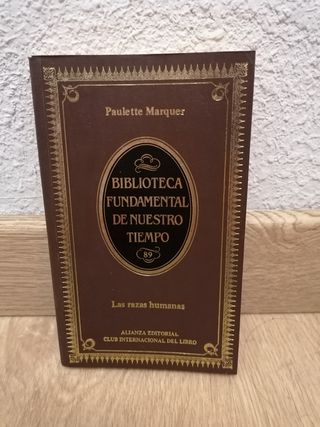 Paulette Marquer
BIBLIOTECA
FUNDAMENTAL
DE NUESTRO
TIEMPO
89
Las razas humanas
ALIANZA EDITORIAL
CLUB INTERNACIONAL DEL LIBRO